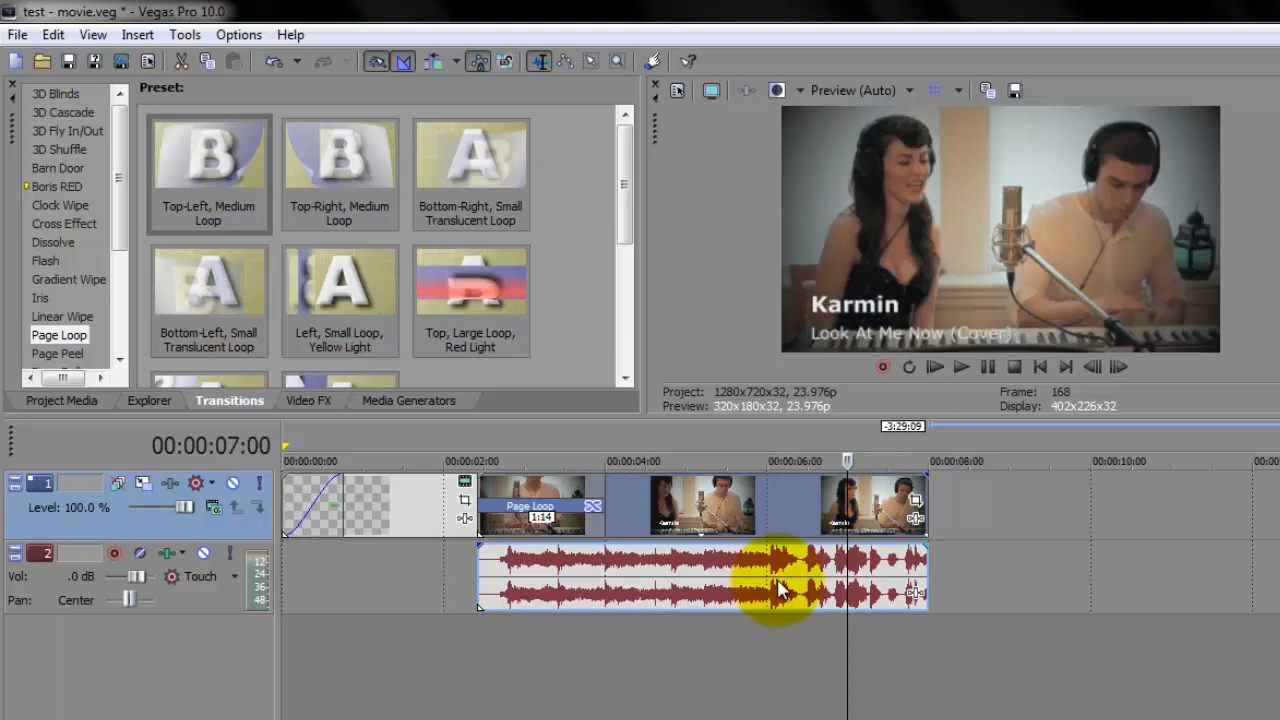 test - movie.veg * - Vegas Pro 10.0
File Edit View Insert Tools Options Help
3D Blinds
3D Cascade
3D Fly In/Out
3D Shuffle
Barn Door
Boris RED
Clock Wipe
Cross Effect
Dissolve
Flash
Gradient Wipe
Iris
Linear Wipe
Page Loop
Page Peel
Preset:
Top-Left, Medium Loop
Top-Right, Medium Loop
Bottom-Right, Small Translucent Loop
Bottom-Left, Small Translucent Loop
Left, Small Loop, Yellow Light
Top, Large Loop, Red Light
Project Media Explorer Transitions Video FX Media Generators
Preview (Auto)
Karmin
Look At Me Now (Cover)
Project: 1280x720x32, 23.976p Frame: 168
Preview: 320x180x32, 23.976p Display: 402x226x32
-3:29:09
00:00:07:00
00:00:00:00 00:00:02:00 00:00:04:00 00:00:06:00 00:00:08:00 00:00:10:00 00:00
1
Level: 100.0 %
Page Loop
1:14
2
Vol: .0 dB Touch
Pan: Center
12
24
36
48